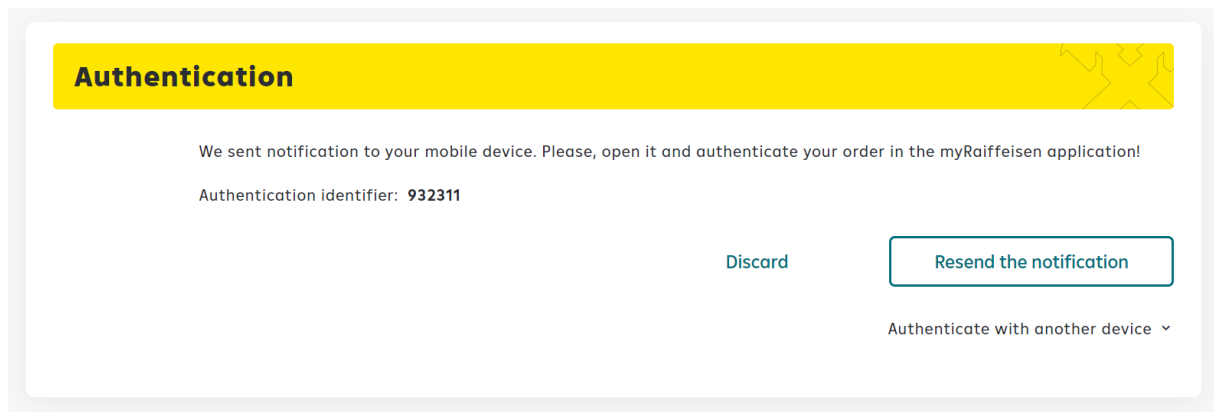 Authentication
We sent notification to your mobile device. Please, open it and authenticate your order in the myRaiffeisen application!
Authentication identifier: 932311
Discard
Resend the notification
Authenticate with another device